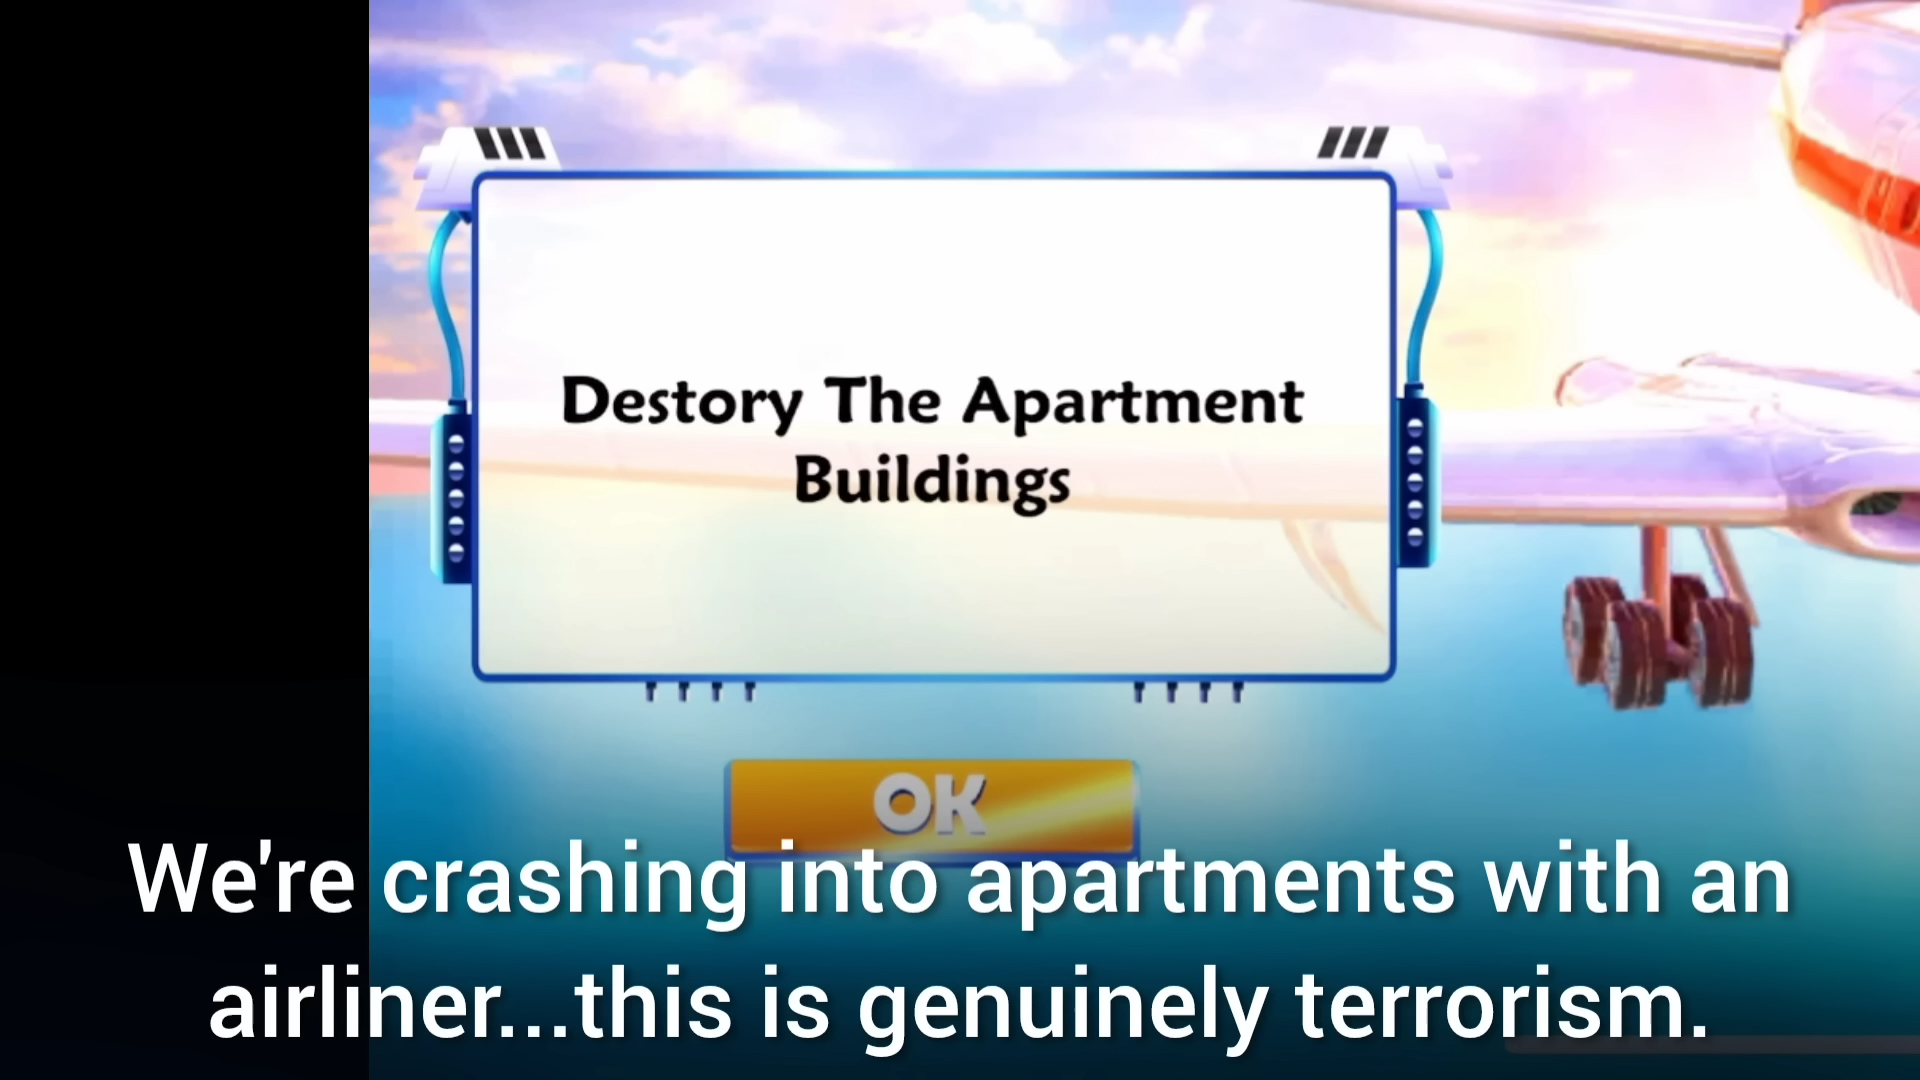 Destory The Apartment
Buildings
OK
We're crashing into apartments with an
airliner...this is genuinely terrorism.